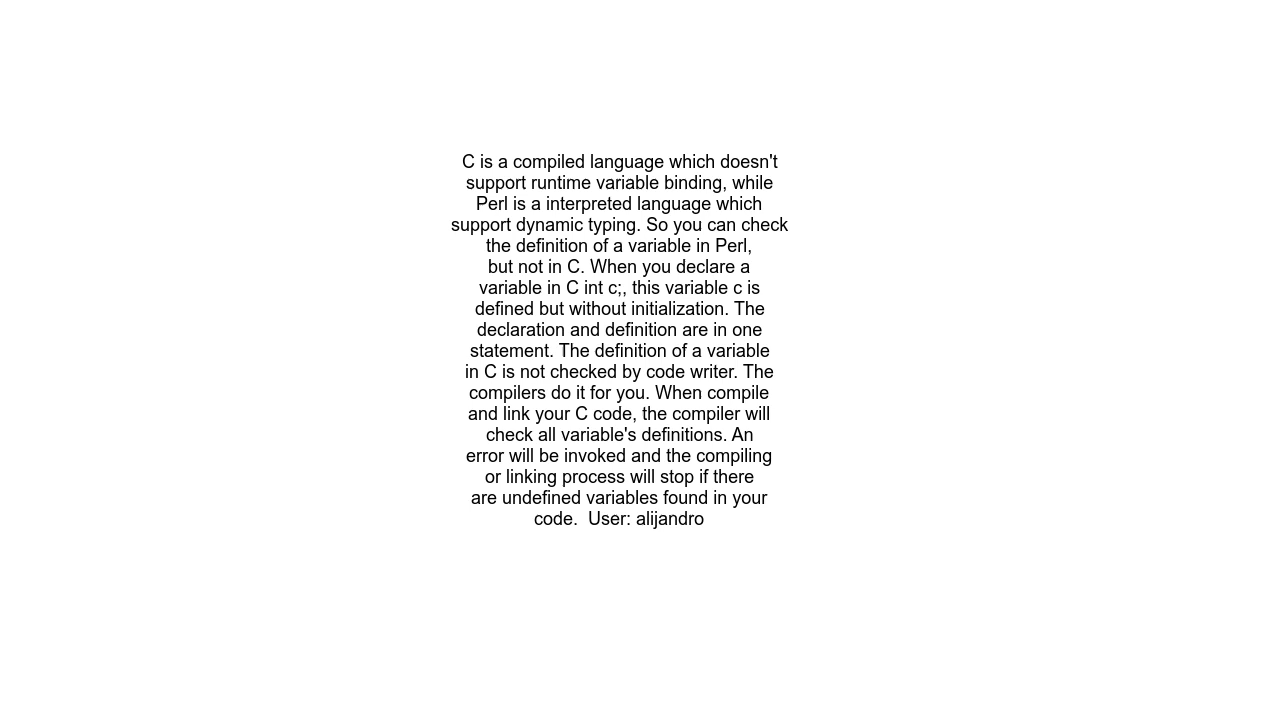 C is a compiled language which doesn't
support runtime variable binding, while
Perl is a interpreted language which
support dynamic typing. So you can check
the definition of a variable in Perl,
but not in C. When you declare a
variable in C int c;, this variable c is
defined but without initialization. The
declaration and definition are in one
statement. The definition of a variable
in C is not checked by code writer. The
compilers do it for you. When compile
and link your C code, the compiler will
check all variable's definitions. An
error will be invoked and the compiling
or linking process will stop if there
are undefined variables found in your
code.  User: alijandro